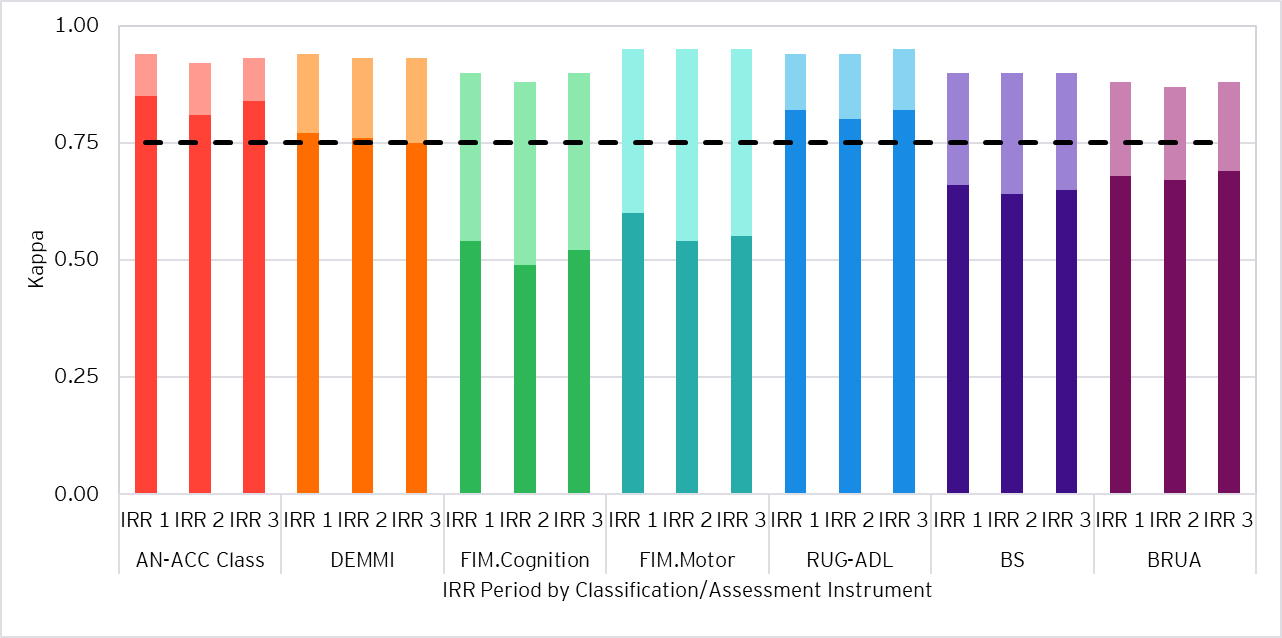 1.00
0.75
0.50
0.25
0.00
Kappa
IRR 1 IRR 2 IRR 3 IRR 1 IRR 2 IRR 3 IRR 1 IRR 2 IRR 3 IRR 1 IRR 2 IRR 3 IRR 1 IRR 2 IRR 3 IRR 1 IRR 2 IRR 3 IRR 1 IRR 2 IRR 3
AN-ACC Class DEMMI FIM.Cognition FIM.Motor RUG-ADL BS BRUA
IRR Period by Classification/Assessment Instrument